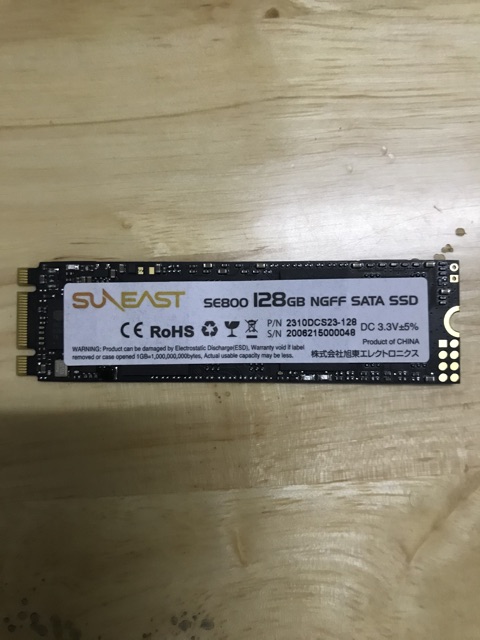 SUNEAST SE800 128GB NGFF SATA SSD
CE RoHS P/N 2310DCS23-128 DC 3.3V±5%
S/N 2006215000048
Product of CHINA
WARNING: Product can by Electrostatic Discharge(ESD), Warranty void If label
removed or case opened 1GB=1,000,000,000bytes, Actual usable capacity may be less,
株式会社旭東エレクトロニクス